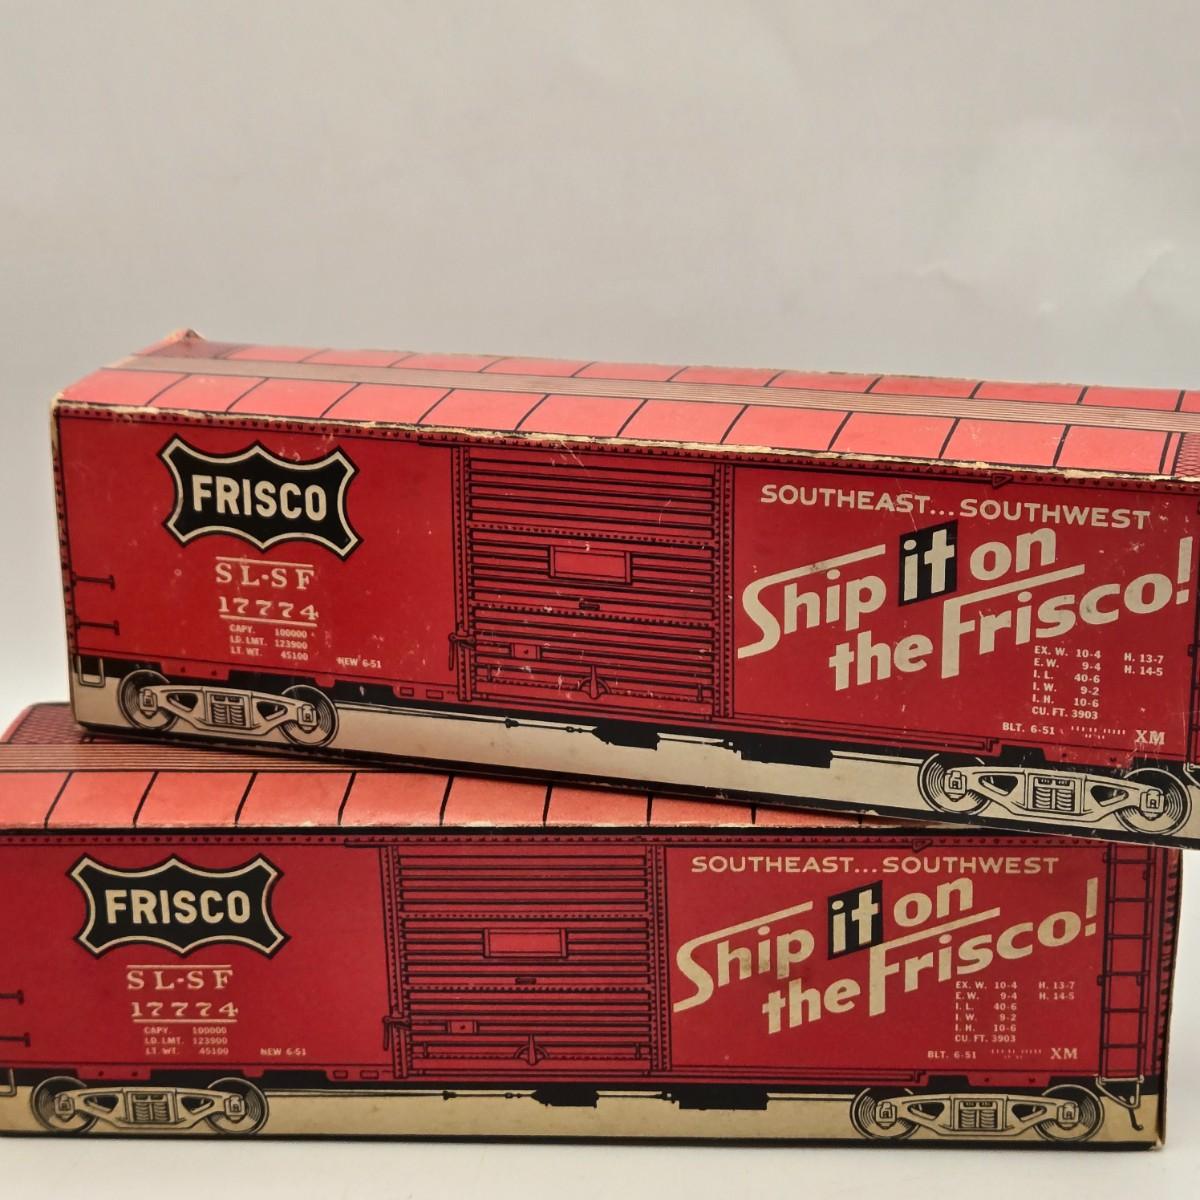 FRISCO
SL-SF
17774
CAPY. 100000
LD. LMT. 123900
LT. WT. 45100
NEW 6-51
SOUTHEAST...SOUTHWEST
Ship it on
the Frisco!
EX. W. 10-4 H. 13-7
E. W. 9-4 H. 14-5
I. L. 40-6
I. W. 9-2
I. H. 10-6
CU. FT. 3903
BLT. 6-51 XM
FRISCO
SL-SF
17774
CAPY. 100000
LD. LMT. 123900
LT. WT. 45100
NEW 6-51
SOUTHEAST...SOUTHWEST
Ship it on
the Frisco!
EX. W. 10-4 H. 13-7
E. W. 9-4 H. 14-5
I. L. 40-6
I. W. 9-2
I. H. 10-6
CU. FT. 3903
BLT. 6-51 XM